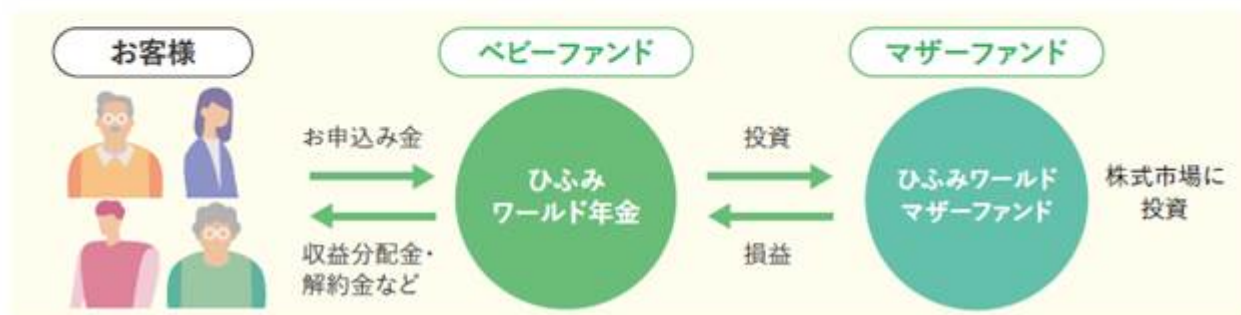 お客様
ベビーファンド
マザーファンド
お申込み金
収益分配金・
解約金など
ひふみ
ワールド年金
投資
損益
ひふみワールド
マザーファンド
株式市場に
投資